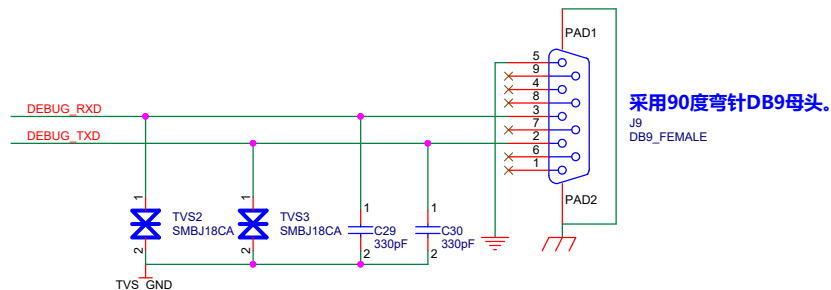 PAD1
5
9
4
8
3
7
2
6
1
采用90度弯针DB9母头。
J9
DB9_FEMALE
PAD2
DEBUG_RXD
DEBUG_TXD
1
TVS2
SMBJ18CA
2
1
TVS3
SMBJ18CA
2
1
C29
330pF
2
1
C30
330pF
2
TVS_GND